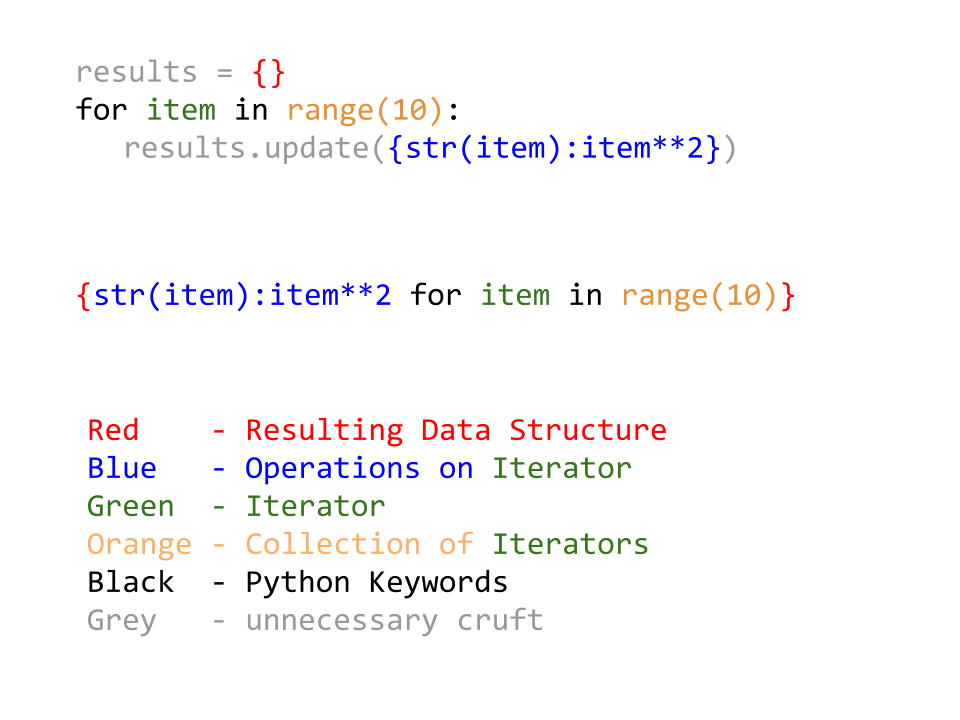 results = {}
for item in range(10):
   results.update({str(item):item**2})
{str(item):item**2 for item in range(10)}
Red    - Resulting Data Structure
Blue   - Operations on Iterator
Green  - Iterator
Orange - Collection of Iterators
Black  - Python Keywords
Grey   - unnecessary cruft